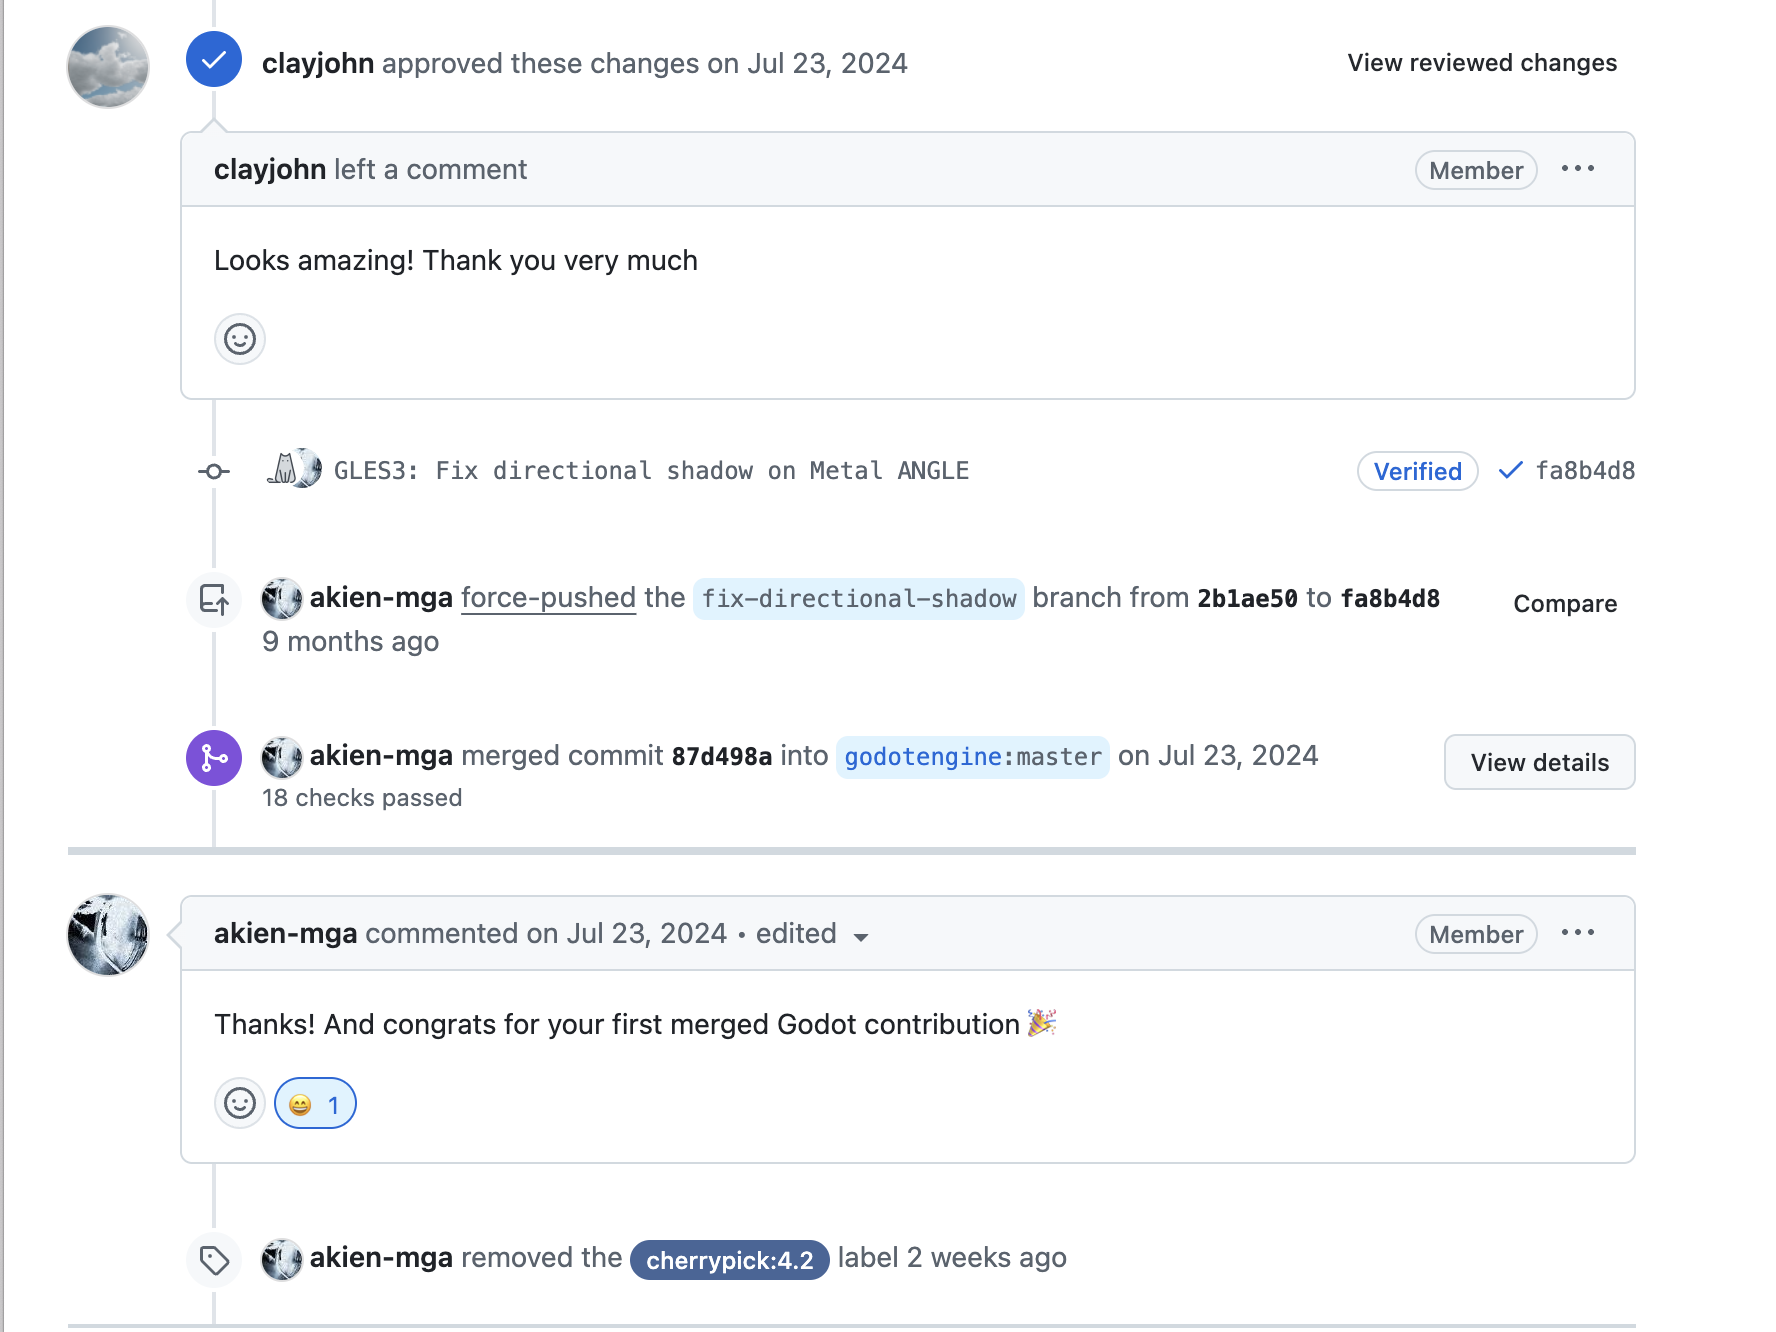 clayjohn approved these changes on Jul 23, 2024
View reviewed changes
clayjohn left a comment
Member
Looks amazing! Thank you very much
GLES3: Fix directional shadow on Metal ANGLE
Verified
fa8b4d8
akien-mga force-pushed the fix-directional-shadow branch from 2b1ae50 to fa8b4d8
Compare
9 months ago
akien-mga merged commit 87d498a into godotengine:master on Jul 23, 2024
View details
18 checks passed
akien-mga commented on Jul 23, 2024 • edited
Member
Thanks! And congrats for your first merged Godot contribution 🎉
😄 1
akien-mga removed the cherrypick:4.2 label 2 weeks ago